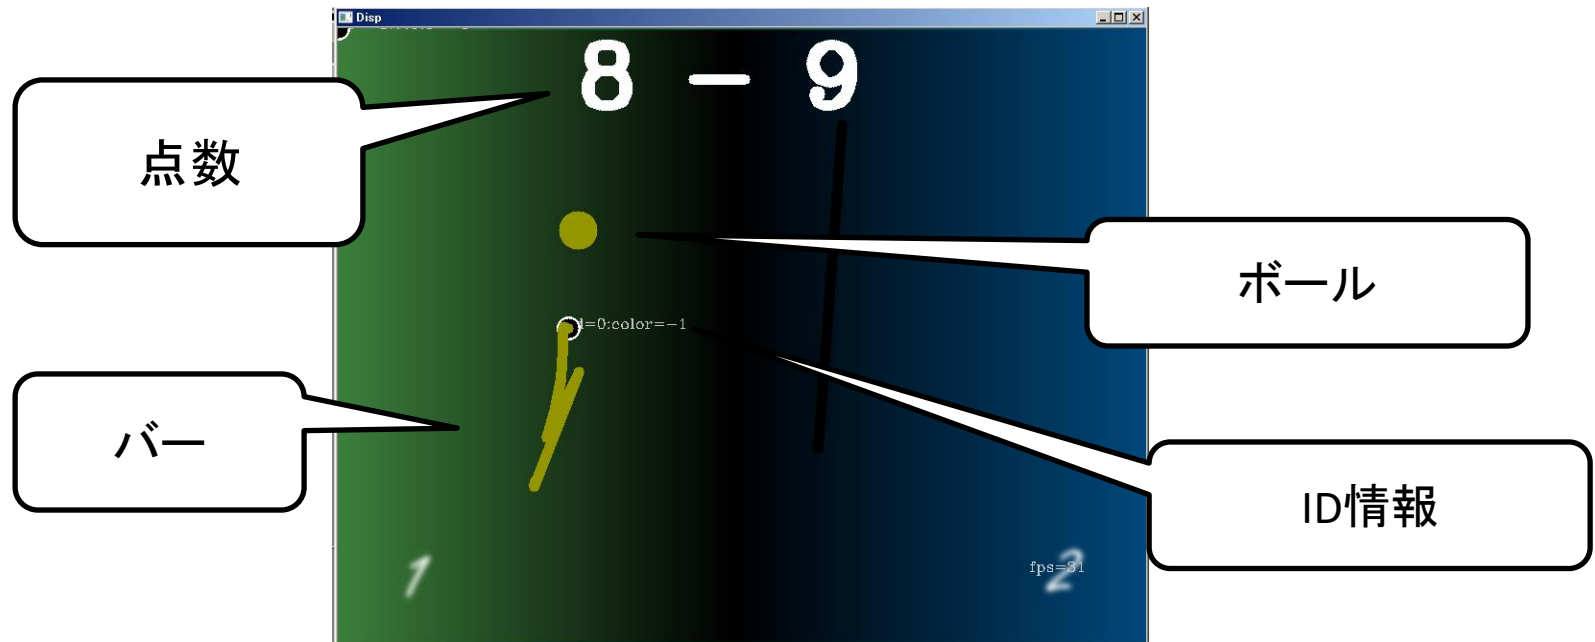 Disp
8 - 9
点数
ボール
d=0:color=-1
バー
ID情報
1
fps=31
2